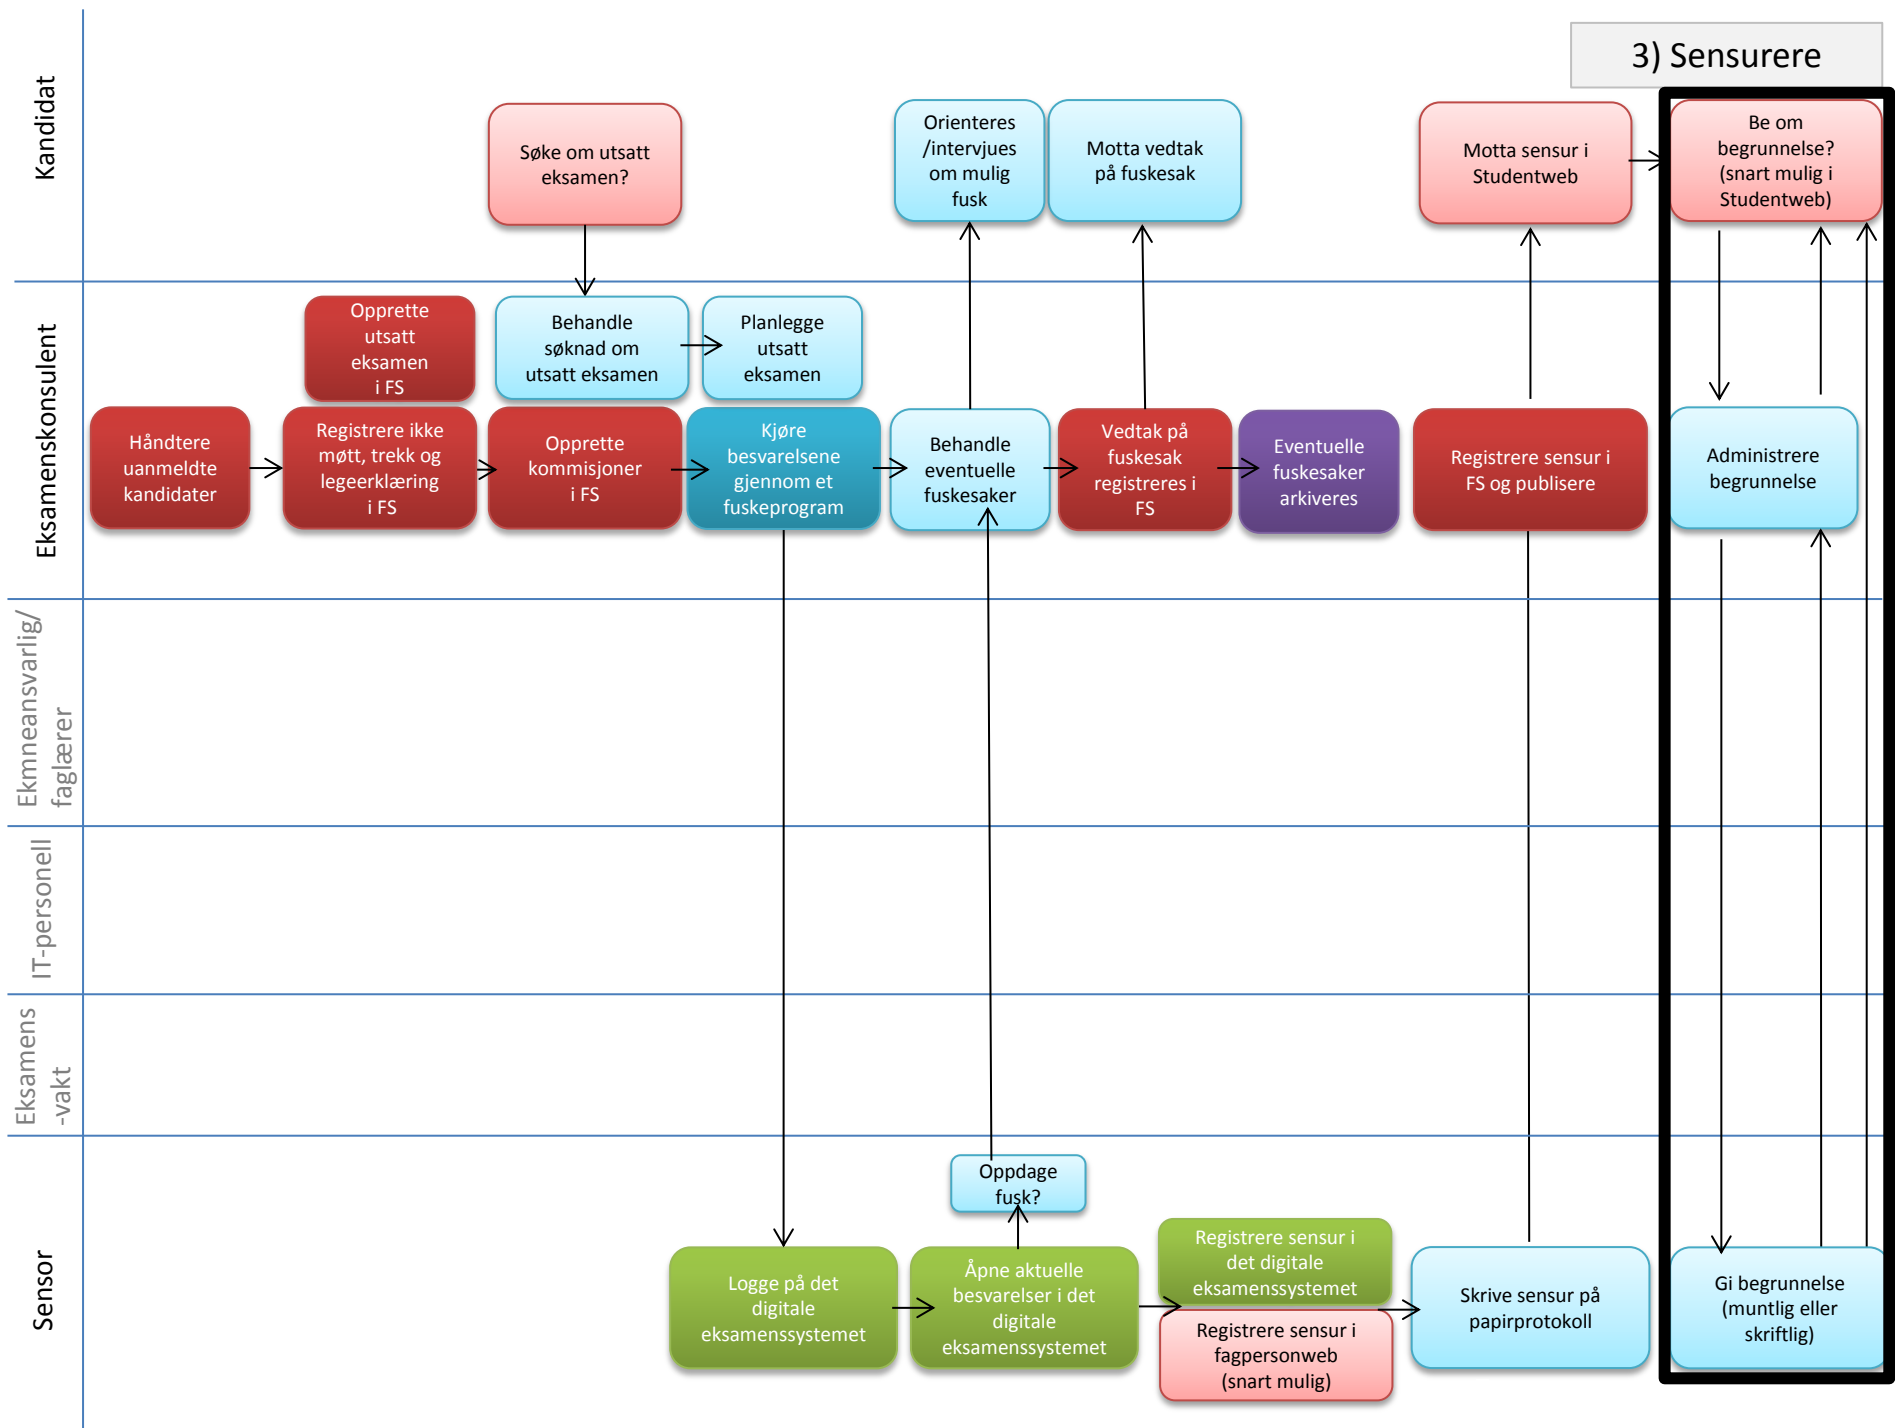 3) Sensurere
Kandidat
Søke om utsatt
eksamen?
Orienteres
/intervjues
om mulig
fusk
Motta vedtak
på fuskesak
Motta sensur i
Studentweb
Be om
begrunnelse?
(snart mulig i
Studentweb)
Eksamenskonsulent
Opprette
utsatt
eksamen
i FS
Behandle
søknad om
utsatt eksamen
Planlegge
utsatt
eksamen
Håndtere
uanmeldte
kandidater
Registrere ikke
møtt, trekk og
legeerklæring
i FS
Opprette
kommisjoner
i FS
Kjøre
besvarelsene
gjennom et
fuskeprogram
Behandle
eventuelle
fuskesaker
Vedtak på
fuskesak
registreres i
FS
Eventuelle
fuskesaker
arkiveres
Registrere sensur i
FS og publisere
Administrere
begrunnelse
Ekmneansvarlig/
faglærer
IT-personell
Eksamens
-vakt
Sensor
Oppdage
fusk?
Logge på det
digitale
eksamenssystemet
Åpne aktuelle
besvarelser i det
digitale
eksamenssystemet
Registrere sensur i
det digitale
eksamenssystemet
Registrere sensur i
fagpersonweb
(snart mulig)
Skrive sensur på
papirprotokoll
Gi begrunnelse
(muntlig eller
skriftlig)